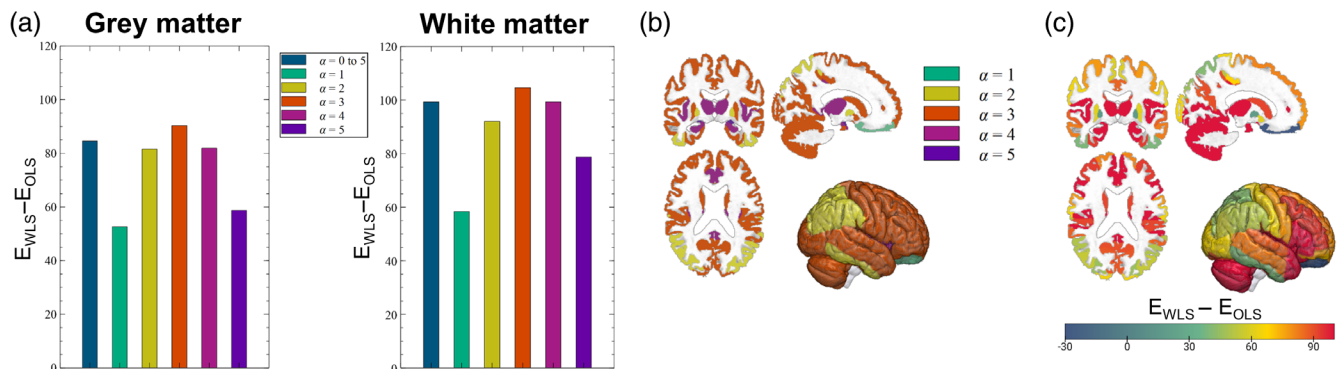 (a)
Grey matter
White matter
120
100
80
60
40
20
0
E_WLS–E_OLS
α = 0 to 5
α = 1
α = 2
α = 3
α = 4
α = 5
120
100
80
60
40
20
0
E_WLS–E_OLS
(b)
α = 1
α = 2
α = 3
α = 4
α = 5
(c)
E_WLS – E_OLS
-30 0 30 60 90